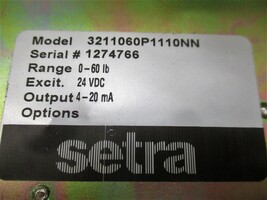 Model 3211060P1110NN
Serial # 1274766
Range 0-60 lb
Excit. 24 VDC
Output 4-20 mA
Options
setra